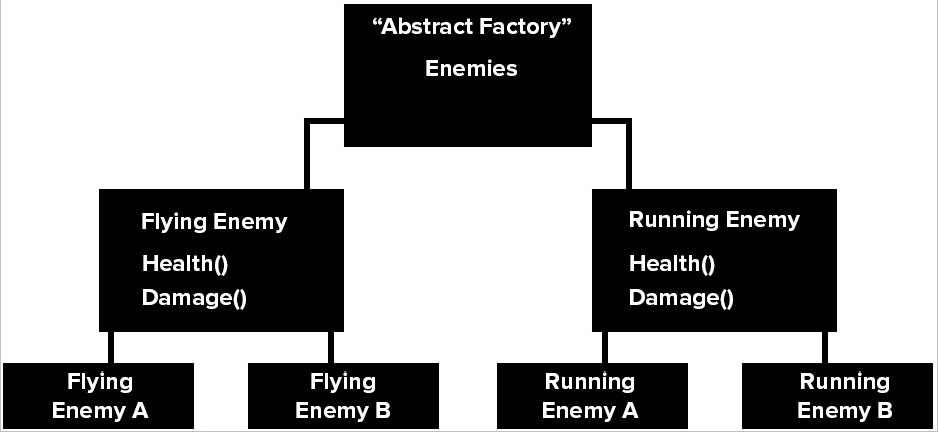 “Abstract Factory”
Enemies
Flying Enemy
Health()
Damage()
Running Enemy
Health()
Damage()
Flying
Enemy A
Flying
Enemy B
Running
Enemy A
Running
Enemy B